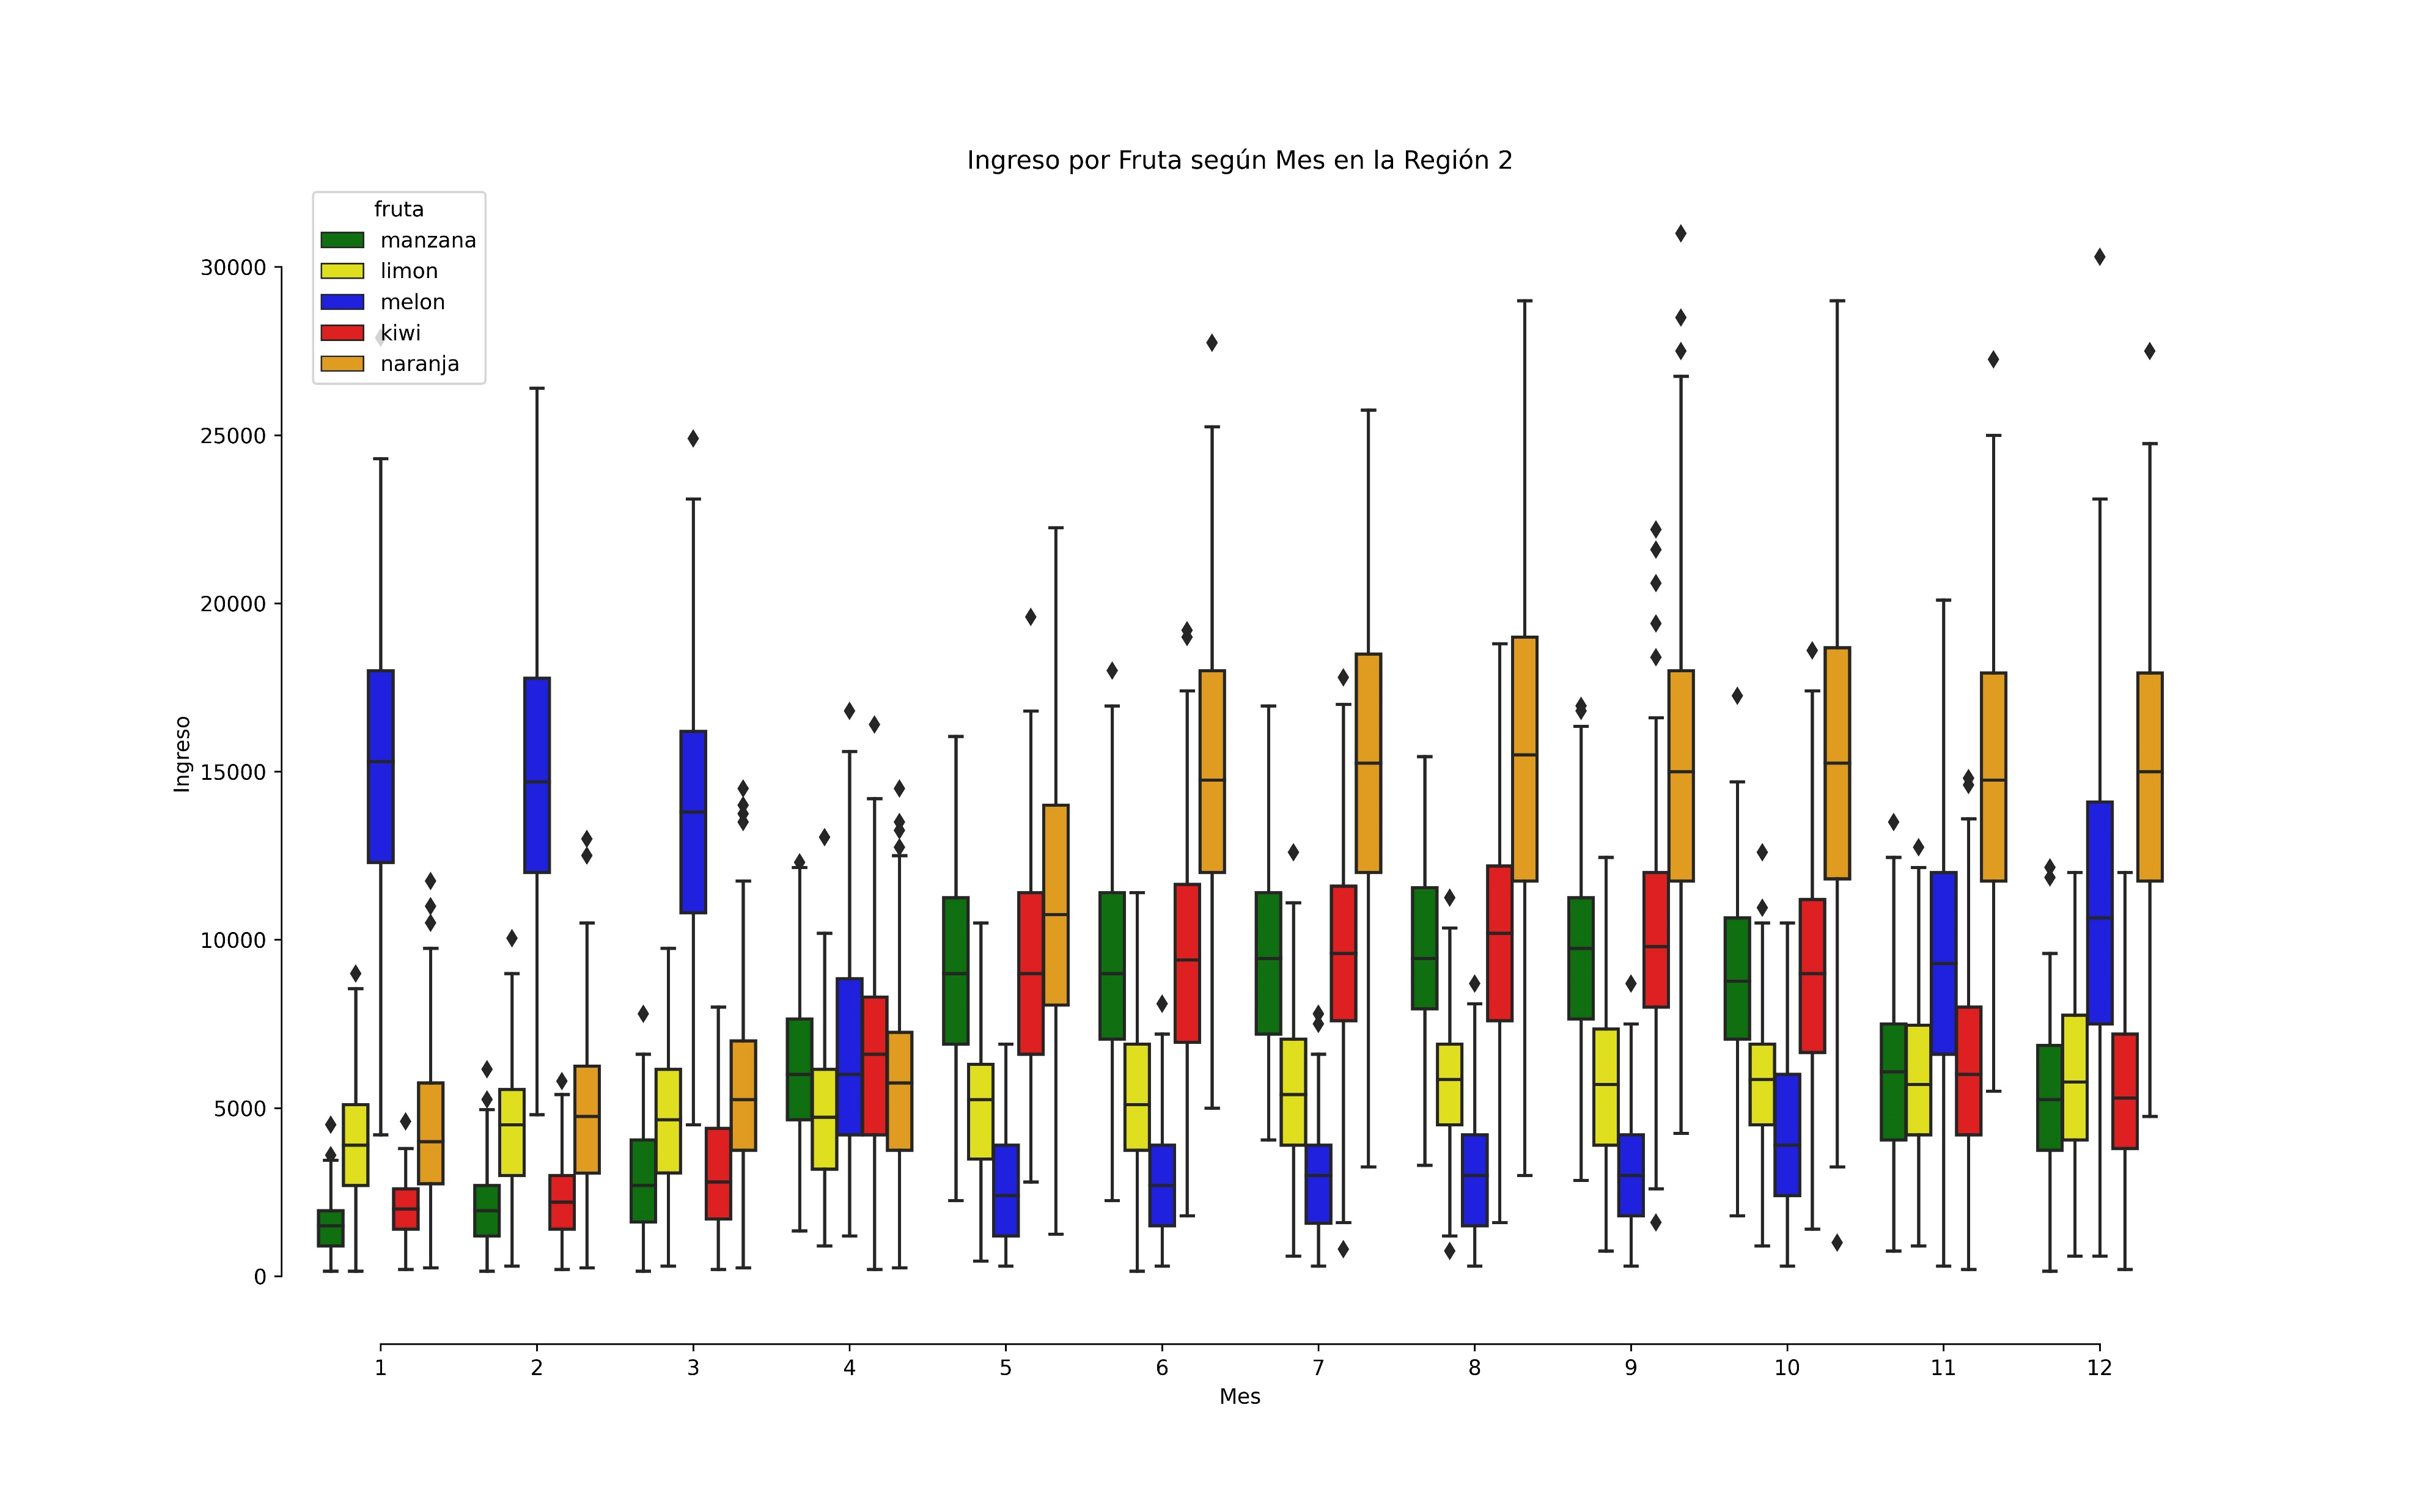 Ingreso por Fruta según Mes en la Región 2
fruta
manzana
limon
melon
kiwi
naranja
30000
25000
20000
15000
10000
5000
0
Ingreso
1 2 3 4 5 6 7 8 9 10 11 12
Mes